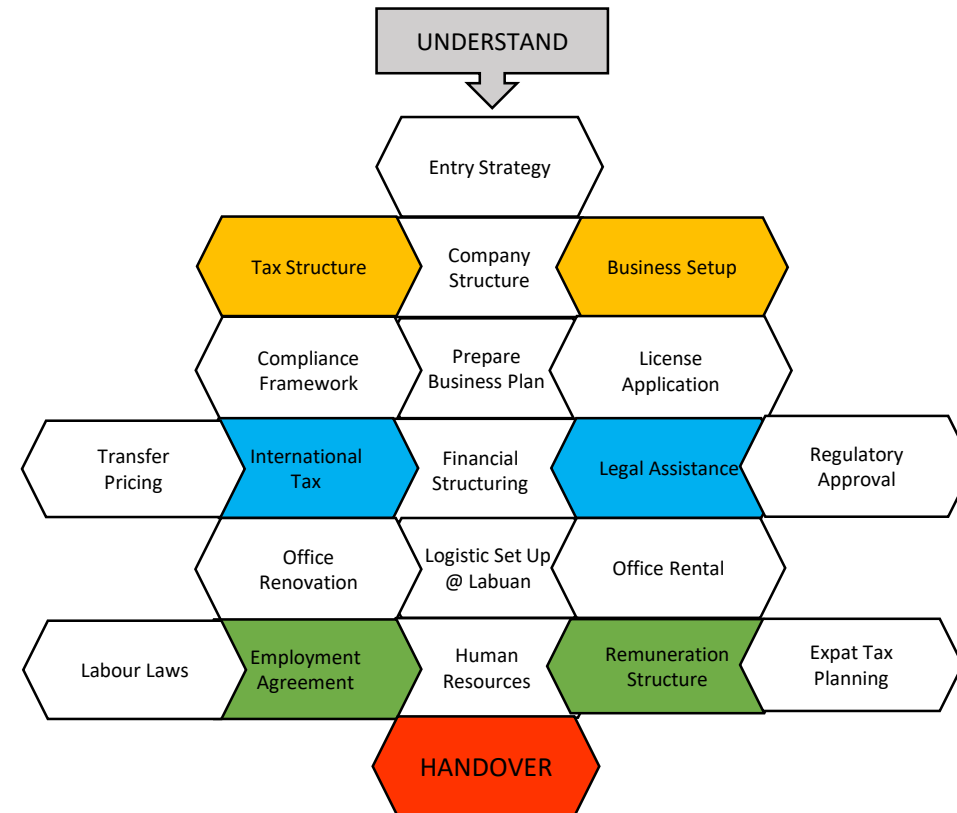 UNDERSTAND
Entry Strategy
Tax Structure
Company
Structure
Business Setup
Compliance
Framework
Prepare
Business Plan
License
Application
Transfer
Pricing
International
Tax
Financial
Structuring
Legal Assistance
Regulatory
Approval
Office
Renovation
Logistic Set Up
@ Labuan
Office Rental
Labour Laws
Employment
Agreement
Human
Resources
Remuneration
Structure
Expat Tax
Planning
HANDOVER